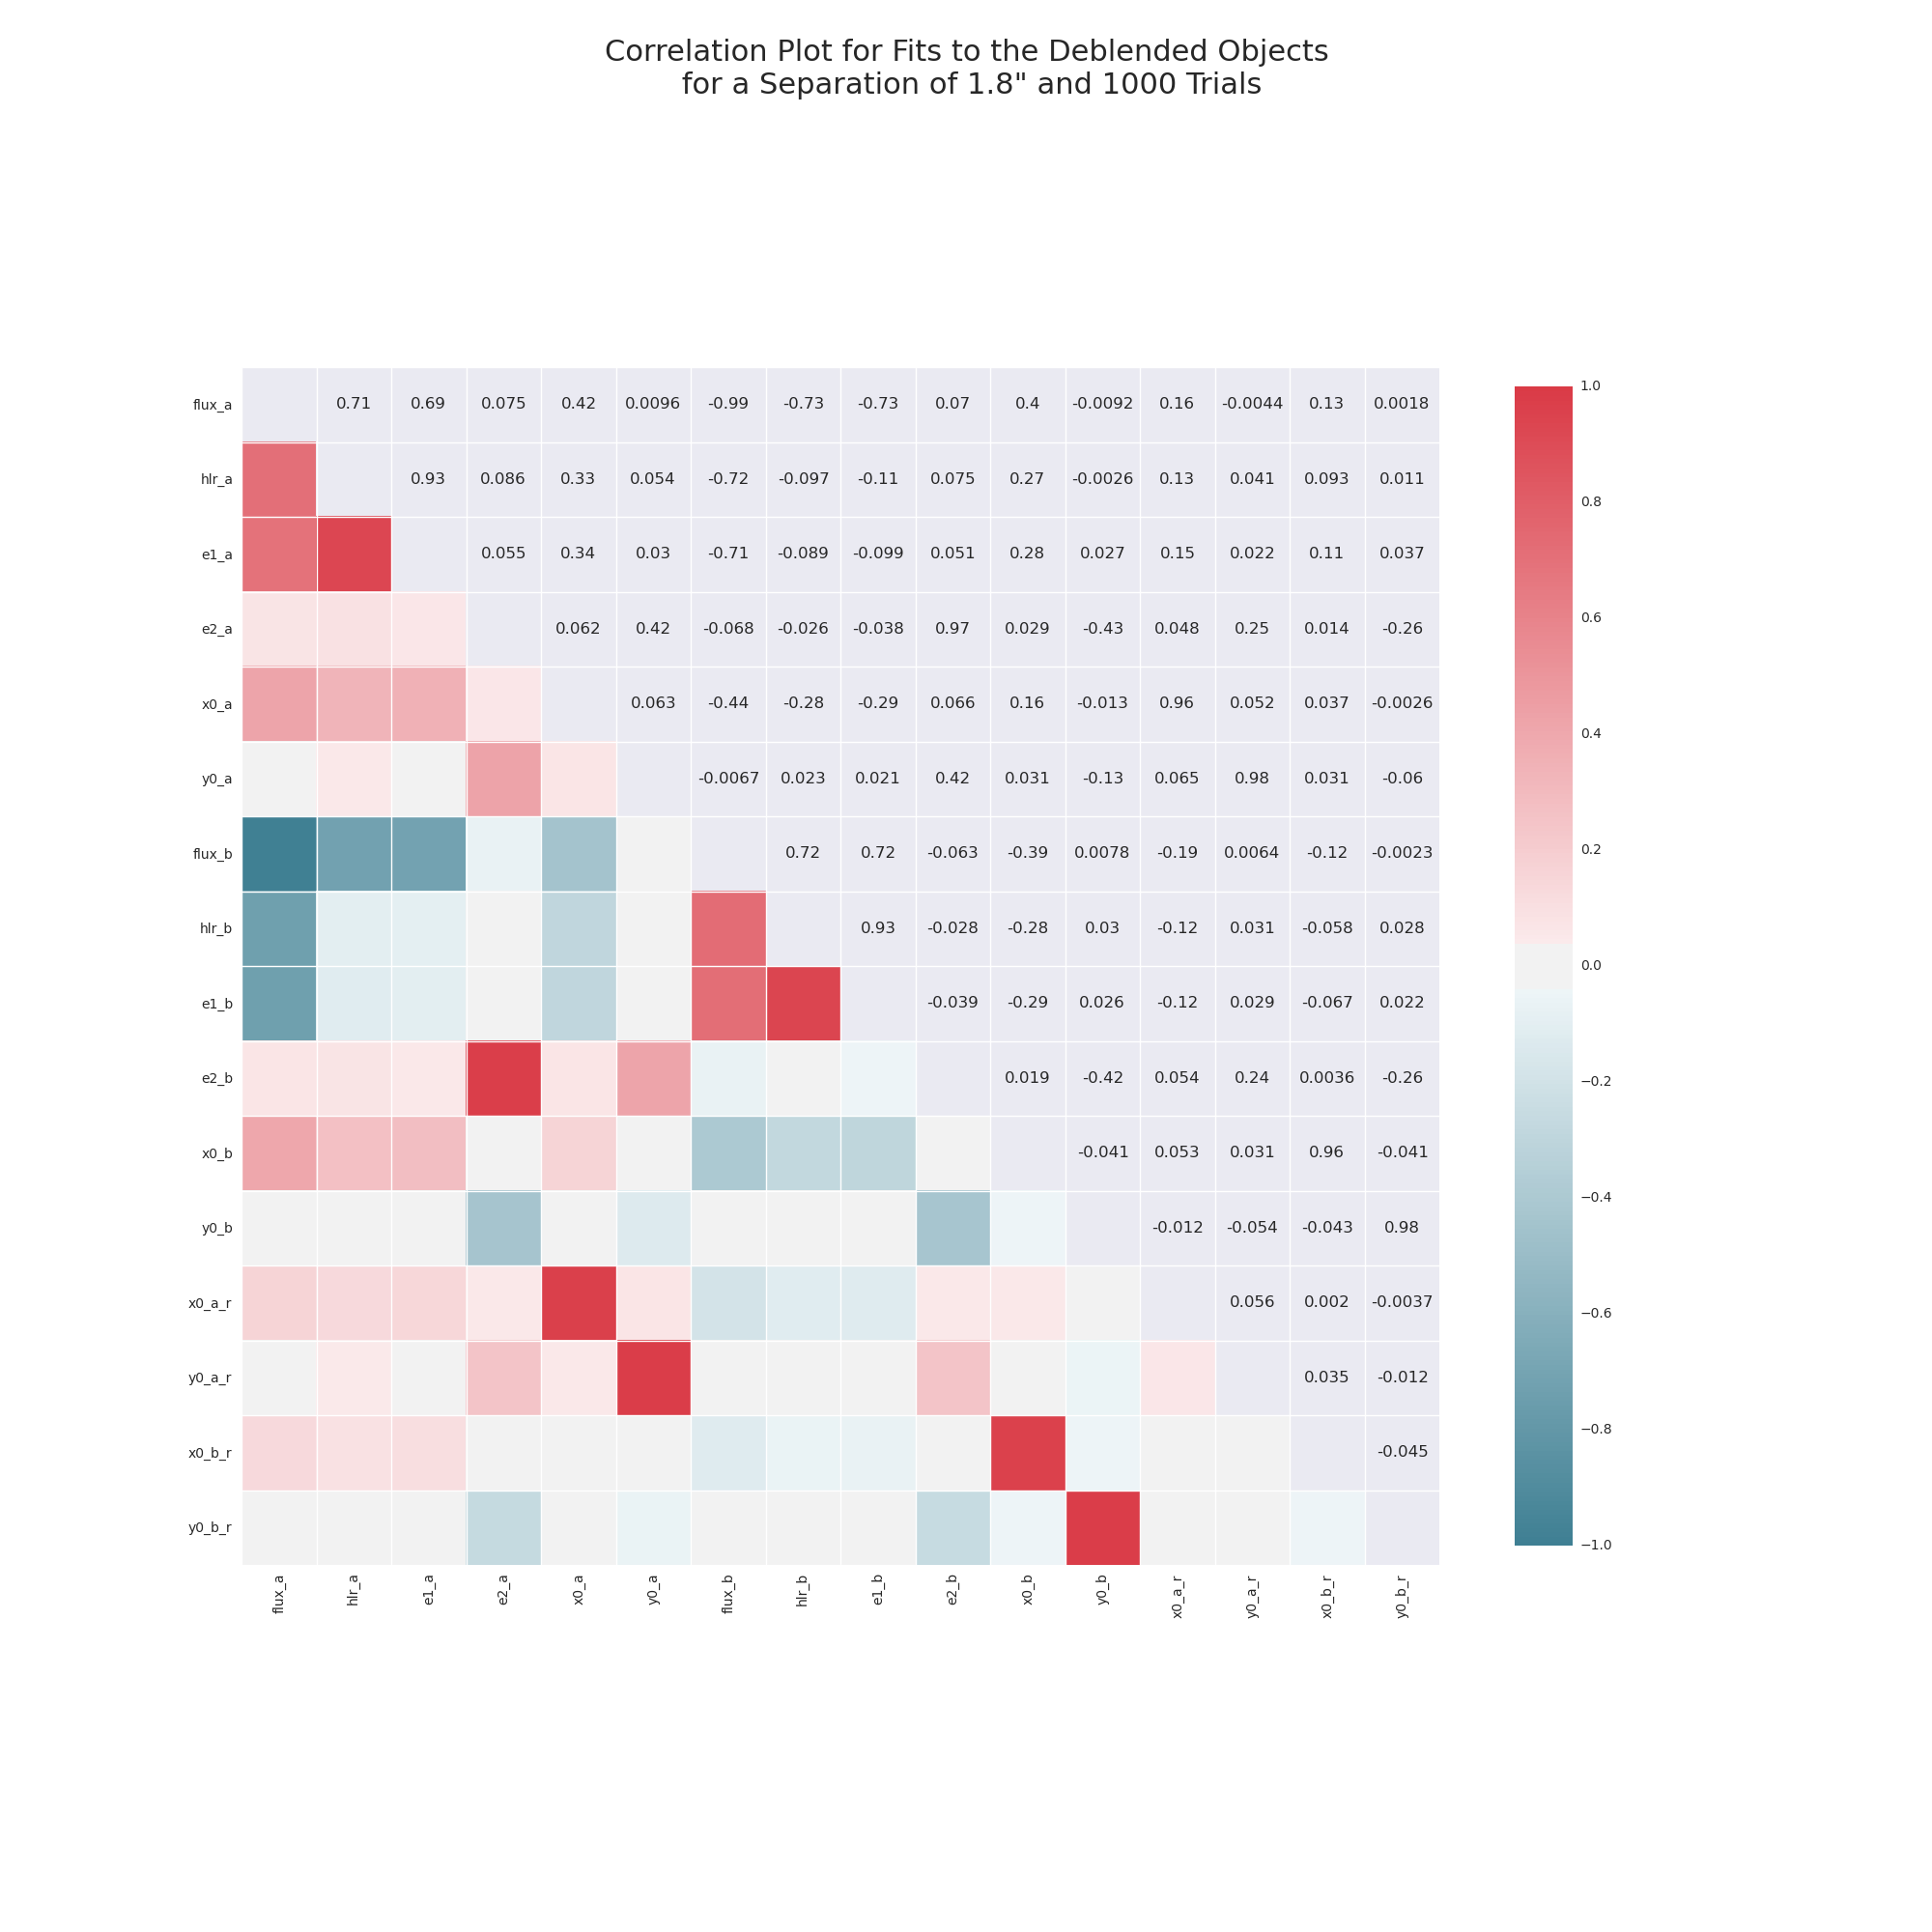 Correlation Plot for Fits to the Deblended Objects
for a Separation of 1.8" and 1000 Trials
flux_a 0.71 0.69 0.075 0.42 0.0096 -0.99 -0.73 -0.73 0.07 0.4 -0.0092 0.16 -0.0044 0.13 0.0018
hlr_a 0.93 0.086 0.33 0.054 -0.72 -0.097 -0.11 0.075 0.27 -0.0026 0.13 0.041 0.093 0.011
e1_a 0.055 0.34 0.03 -0.71 -0.089 -0.099 0.051 0.28 0.027 0.15 0.022 0.11 0.037
e2_a 0.062 0.42 -0.068 -0.026 -0.038 0.97 0.029 -0.43 0.048 0.25 0.014 -0.26
x0_a 0.063 -0.44 -0.28 -0.29 0.066 0.16 -0.013 0.96 0.052 0.037 -0.0026
y0_a -0.0067 0.023 0.021 0.42 0.031 -0.13 0.065 0.98 0.031 -0.06
flux_b 0.72 0.72 -0.063 -0.39 0.0078 -0.19 0.0064 -0.12 -0.0023
hlr_b 0.93 -0.028 -0.28 0.03 -0.12 0.031 -0.058 0.028
e1_b -0.039 -0.29 0.026 -0.12 0.029 -0.067 0.022
e2_b 0.019 -0.42 0.054 0.24 0.0036 -0.26
x0_b -0.041 0.053 0.031 0.96 -0.041
y0_b -0.012 -0.054 -0.043 0.98
x0_a_r 0.056 0.002 -0.0037
y0_a_r 0.035 -0.012
x0_b_r -0.045
y0_b_r
flux_a hlr_a e1_a e2_a x0_a y0_a flux_b hlr_b e1_b e2_b x0_b y0_b x0_a_r y0_a_r x0_b_r y0_b_r
1.0
0.8
0.6
0.4
0.2
0.0
−0.2
−0.4
−0.6
−0.8
−1.0